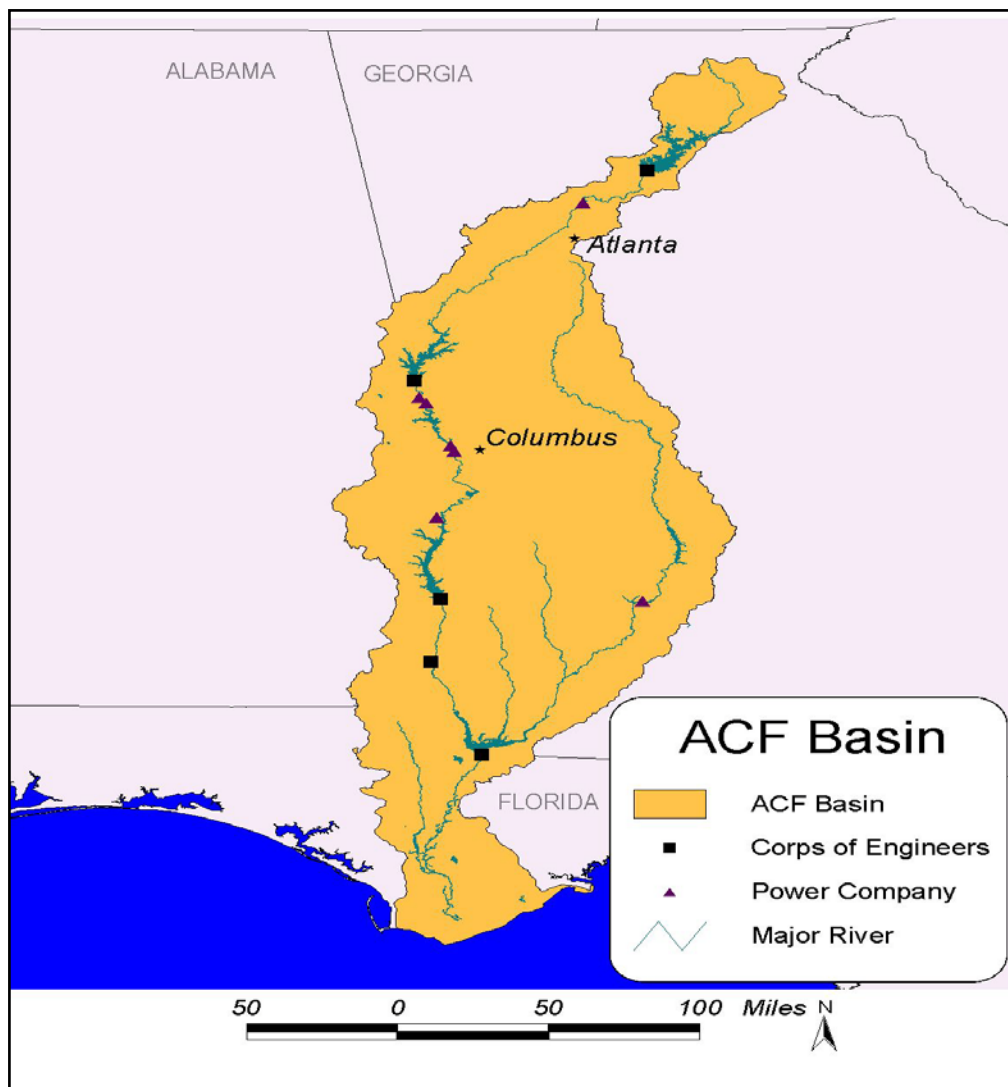 ALABAMA
GEORGIA
Atlanta
Columbus
FLORIDA
ACF Basin
ACF Basin
Corps of Engineers
Power Company
Major River
50 0 50 100 Miles
N